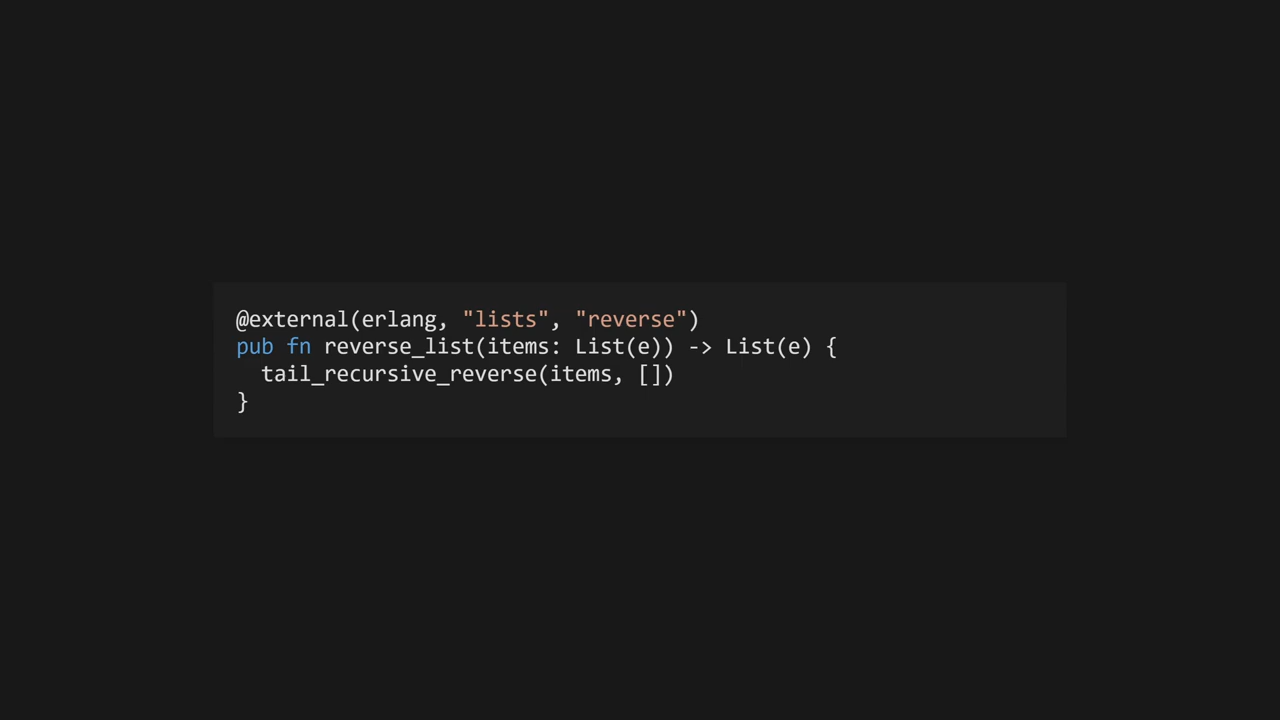 @external(erlang, "lists", "reverse")
pub fn reverse_list(items: List(e)) -> List(e) {
  tail_recursive_reverse(items, [])
}